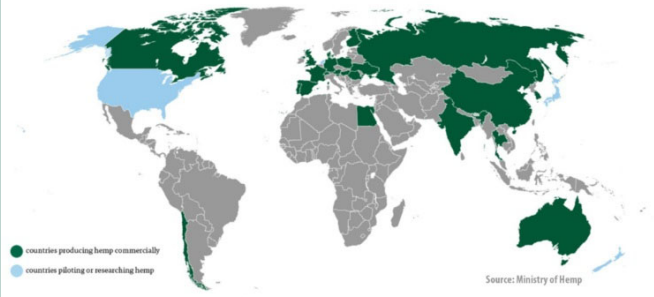 countries producing hemp commercially
countries piloting or researching hemp
Source: Ministry of Hemp